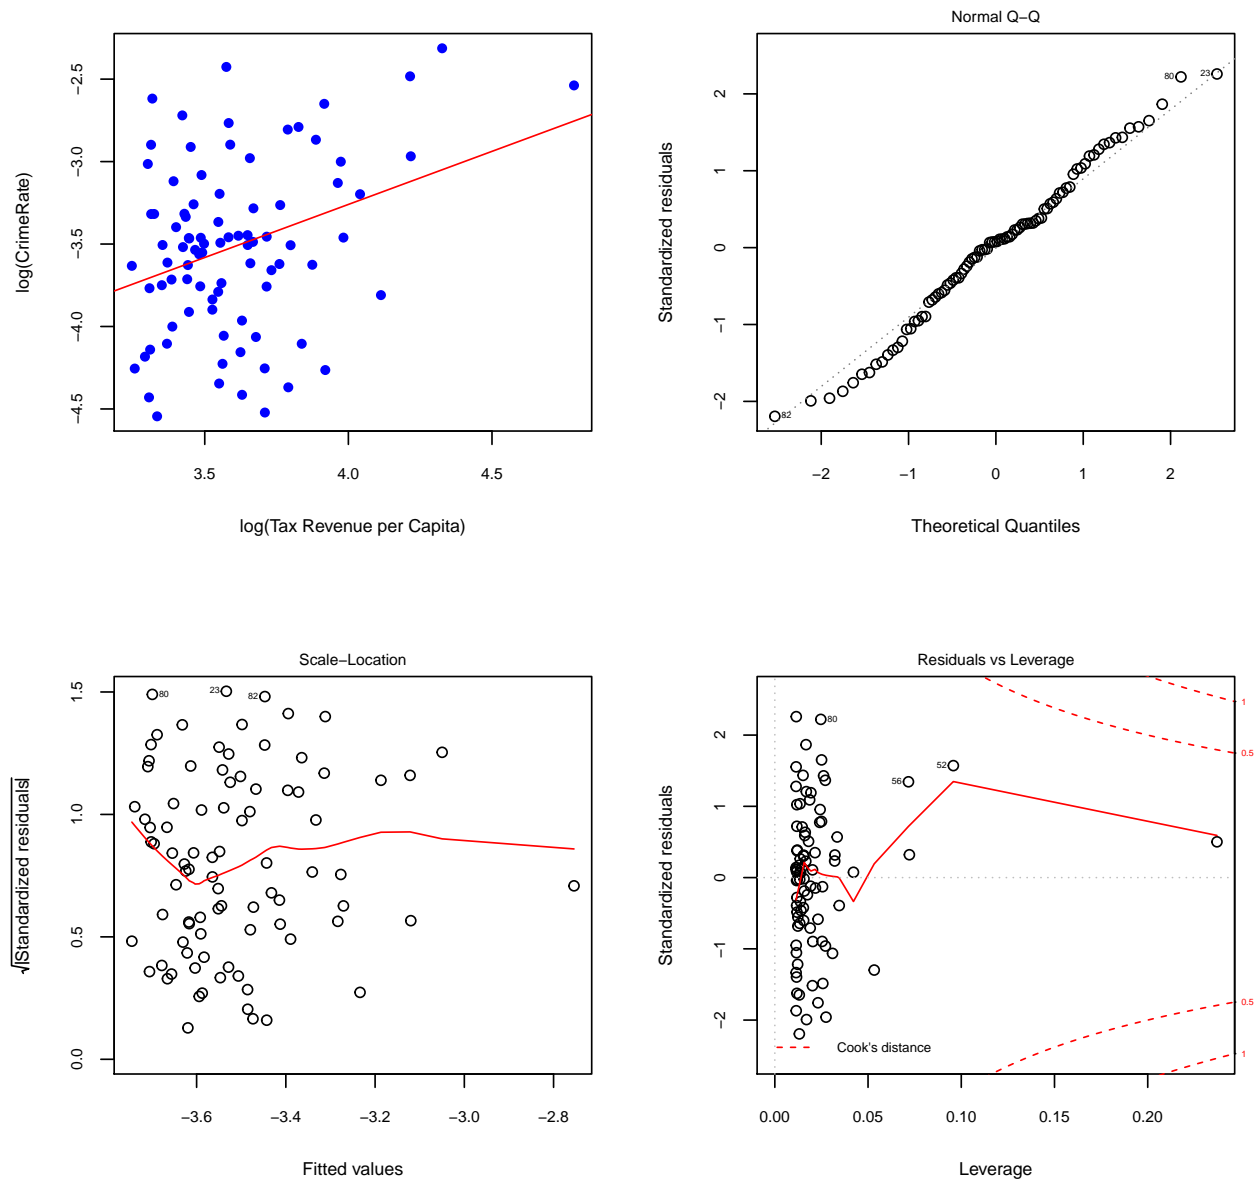 log(CrimeRate)
−2.5
−3.0
−3.5
−4.0
−4.5
3.5 4.0 4.5
log(Tax Revenue per Capita)
Normal Q−Q
Standardized residuals
2
1
0
−1
−2
80
23
82
−2 −1 0 1 2
Theoretical Quantiles
Scale−Location
√|Standardized residuals|
1.5
1.0
0.5
0.0
80
23
82
−3.6 −3.4 −3.2 −3.0 −2.8
Fitted values
Residuals vs Leverage
Standardized residuals
2
1
0
−1
−2
80
56
52
1
0.5
0.5
1
Cook's distance
0.00 0.05 0.10 0.15 0.20
Leverage